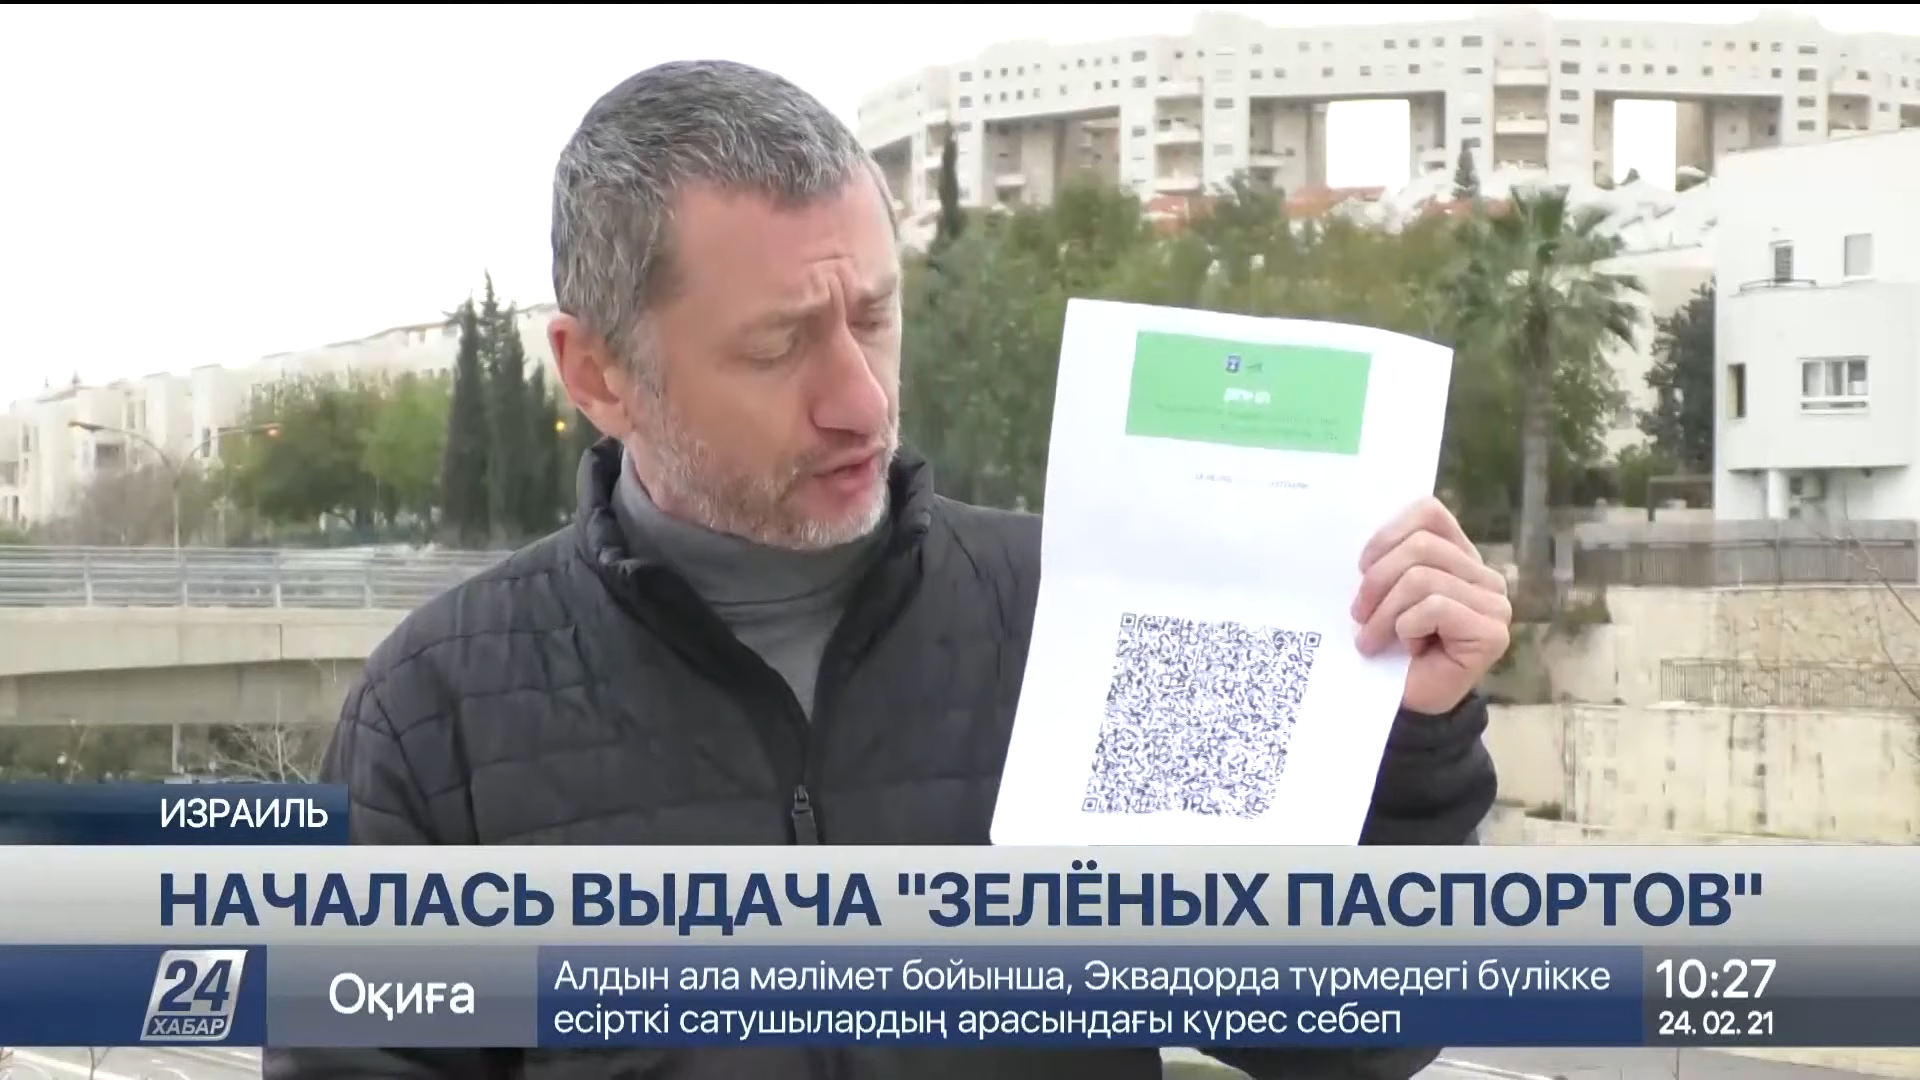 ИЗРАИЛЬ
НАЧАЛАСЬ ВЫДАЧА "ЗЕЛЁНЫХ ПАСПОРТОВ"
24
ХАБАР
Оқиға
Алдын ала мәлімет бойынша, Эквадорда түрмедегі бүлікке
есірткі сатушылардың арасындағы күрес себеп
10:27
24. 02. 21